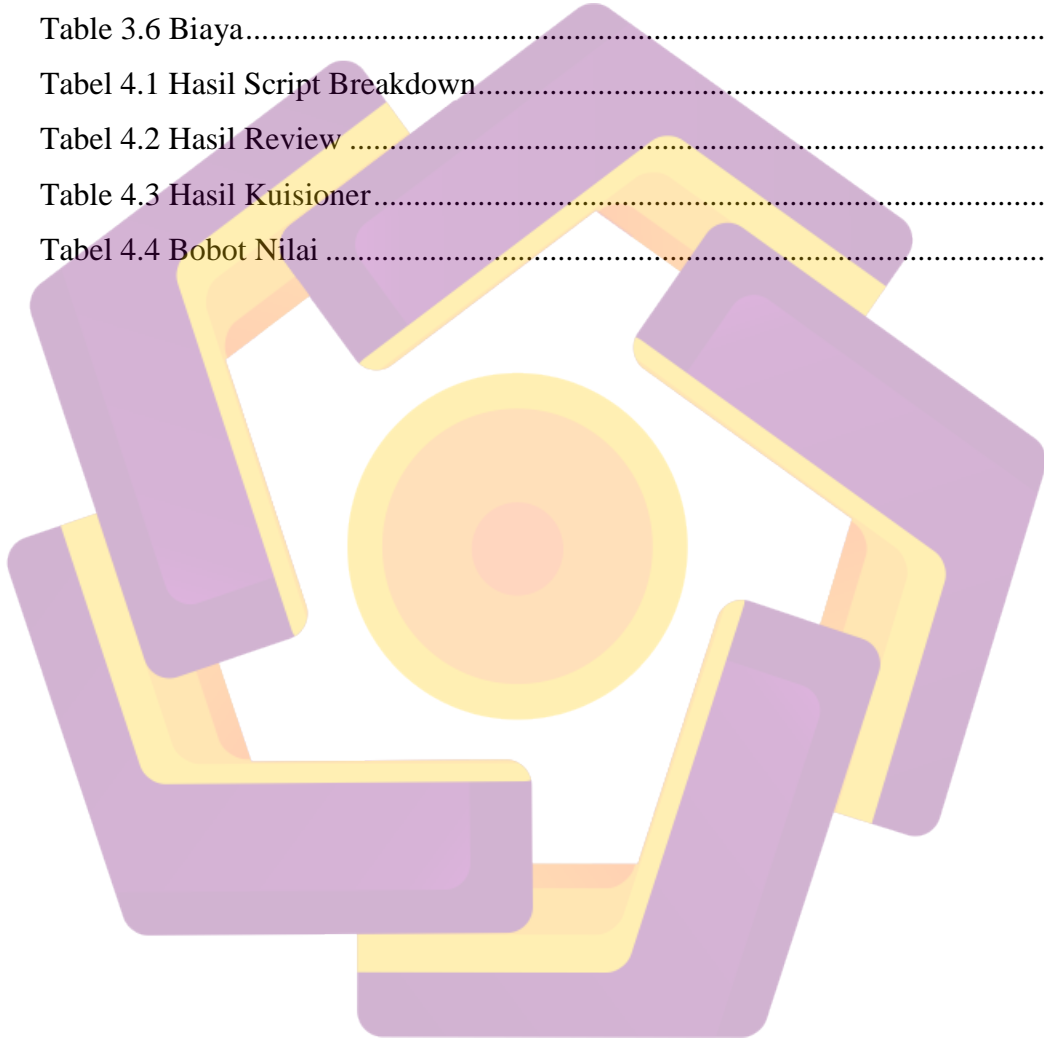 Table 3.6 Biaya....................................................................................................
Tabel 4.1 Hasil Script Breakdown......................................................................
Tabel 4.2 Hasil Review ......................................................................................
Table 4.3 Hasil Kuisioner...................................................................................
Tabel 4.4 Bobot Nilai .........................................................................................